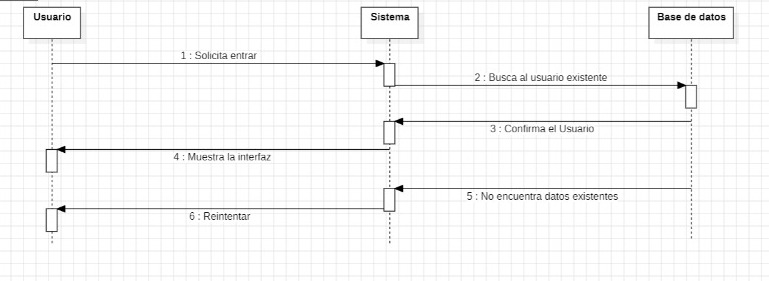 Usuario
Sistema
Base de datos
1 : Solicita entrar
2 : Busca al usuario existente
3 : Confirma el Usuario
4 : Muestra la interfaz
5 : No encuentra datos existentes
6 : Reintentar